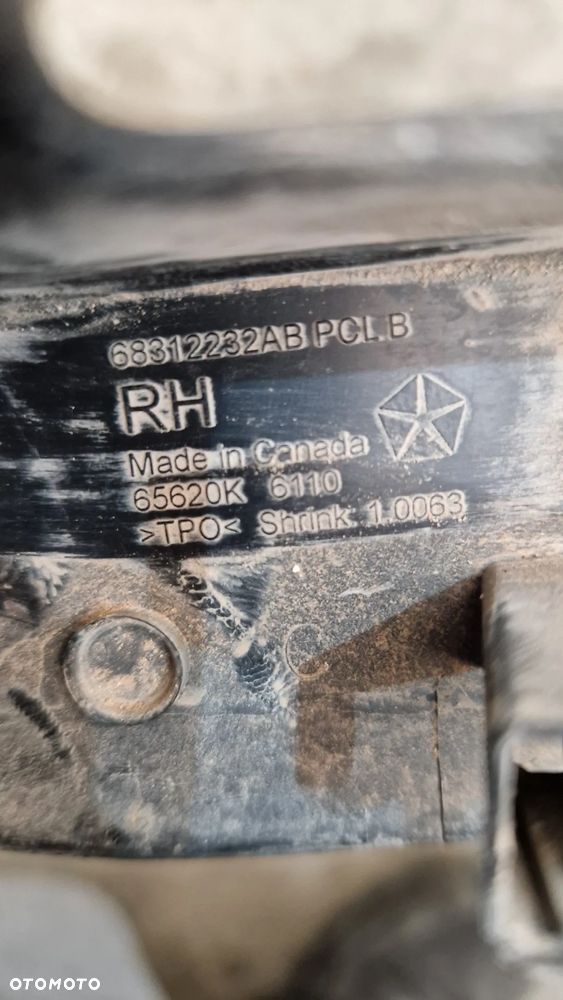 68312232AB PCL B
RH
Made in Canada
65620K 6110
>TPO< Shrink: 1.0063
OTOMOTO